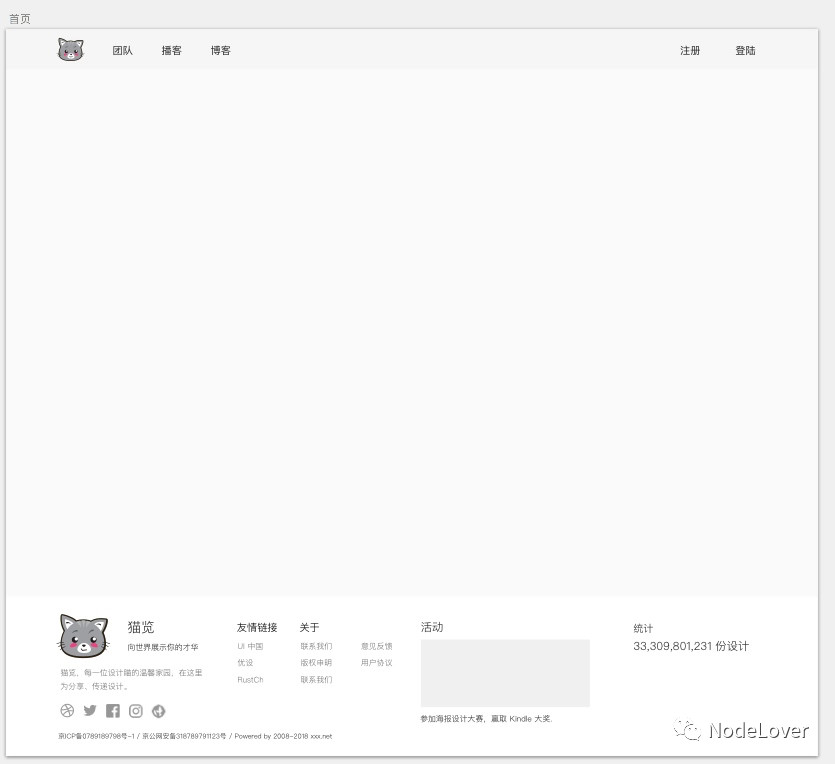 首页
团队 播客 博客 注册 登陆
猫览
向世界展示你的才华
猫览，每一位设计喵的温馨家园，在这里
为分享、传递设计。
友情链接
UI 中国
优设
RustCh
关于
联系我们 意见反馈
版权申明 用户协议
联系我们
活动
参加海报设计大赛，赢取 Kindle 大奖.
统计
33,309,801,231 份设计
京ICP备0789189798号-1 / 京公网安备318789791123号 / Powered by 2008-2018 xxx.net
NodeLover